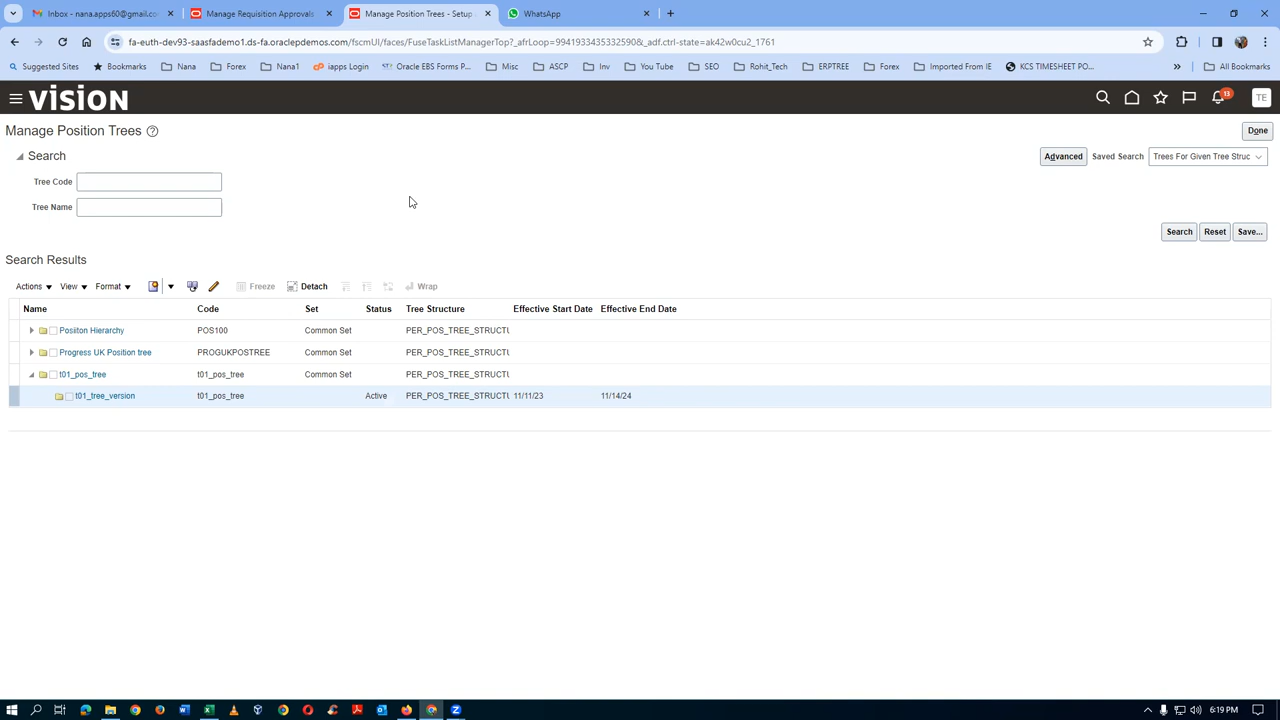 Inbox - nana.apps60@gmail.co
Manage Requisition Approvals
Manage Position Trees - Setup
WhatsApp
fa-euth-dev93-saasfademo1.ds-fa.oraclepdemos.com/fscmUI/faces/FuseTaskListManagerTop?_afrLoop=9941933435332590&_adf.ctrl-state=ak42w0cu2_1761
Suggested Sites Bookmarks Nana Forex Nana1 iapps Login Oracle EBS Forms P... Misc ASCP Inv You Tube SEO Rohit_Tech ERPTREE Forex Imported From IE KCS TIMESHEET PO... » All Bookmarks
VISION
13
TE
Manage Position Trees
Done
Search
Advanced Saved Search Trees For Given Tree Struc
Tree Code
Tree Name
Search Reset Save...
Search Results
Actions View Format Freeze Detach Wrap
Name Code Set Status Tree Structure Effective Start Date Effective End Date
Posiiton Hierarchy POS100 Common Set PER_POS_TREE_STRUCTU
Progress UK Position tree PROGUKPOSTREE Common Set PER_POS_TREE_STRUCTU
t01_pos_tree t01_pos_tree Common Set PER_POS_TREE_STRUCTU
t01_tree_version t01_pos_tree Active PER_POS_TREE_STRUCTU 11/11/23 11/14/24
6:19 PM